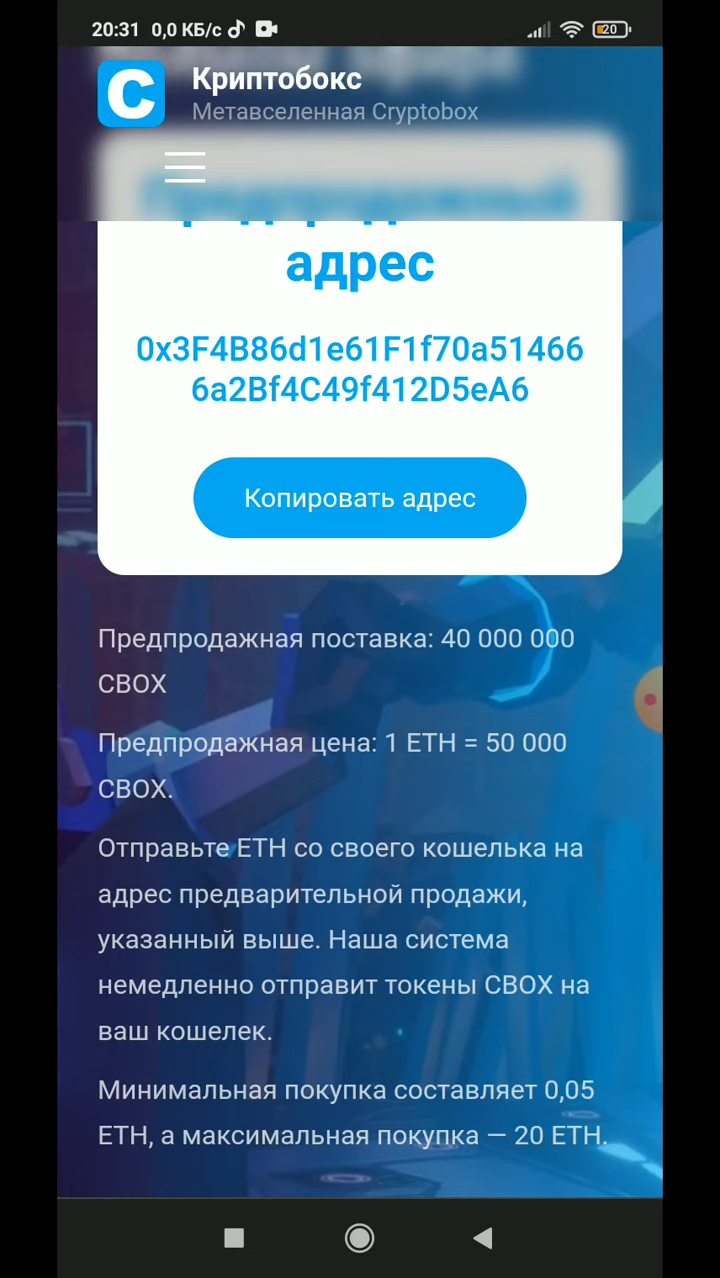 20:31 0,0 КБ/с 20
Криптобокс
Метавселенная Cryptobox
Предпродажный
адрес
0x3F4B86d1e61F1f70a51466
6a2Bf4C49f412D5eA6
Копировать адрес
Предпродажная поставка: 40 000 000
CBOX
Предпродажная цена: 1 ETH = 50 000
CBOX.
Отправьте ETH со своего кошелька на
адрес предварительной продажи,
указанный выше. Наша система
немедленно отправит токены CBOX на
ваш кошелек.
Минимальная покупка составляет 0,05
ETH, а максимальная покупка — 20 ETH.